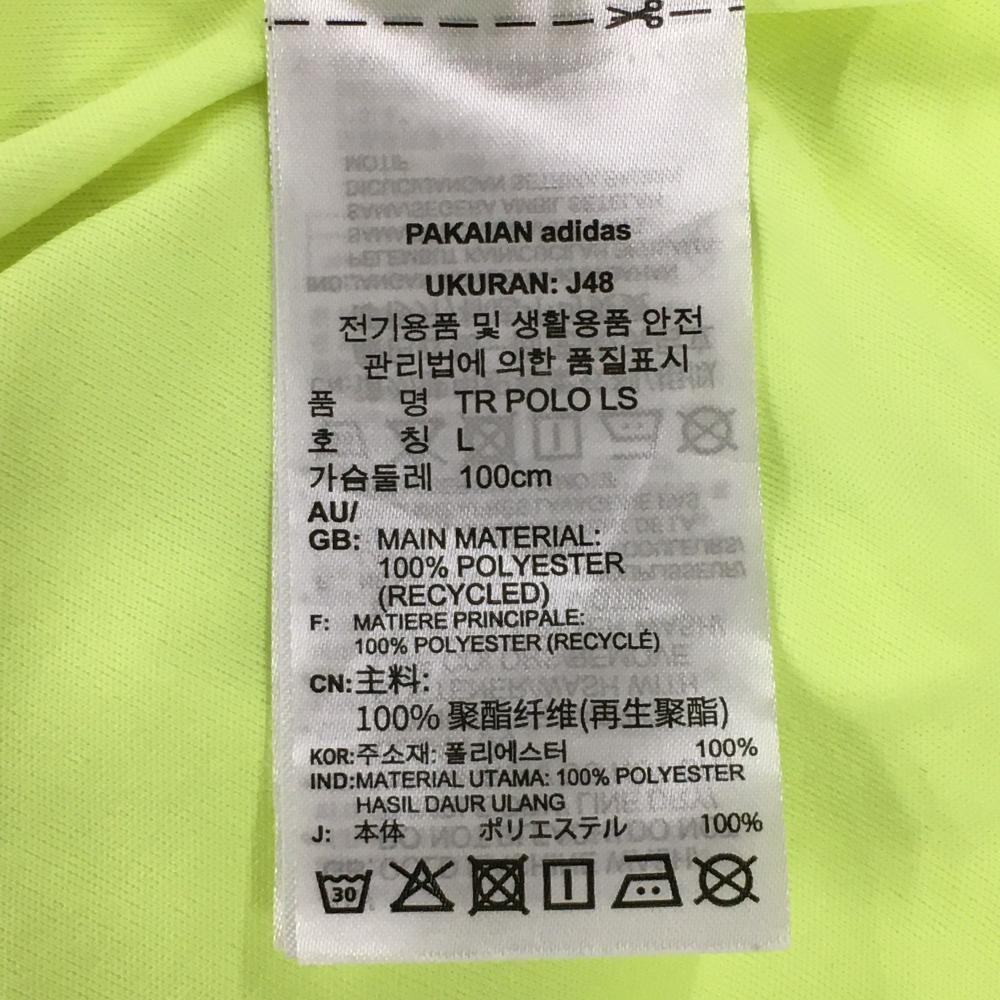 PAKAIAN adidas
UKURAN: J48
전기용품 및 생활용품 안전
관리법에 의한 품질표시
품 명 TR POLO LS
호 칭 L
가슴둘레 100cm
AU/
GB: MAIN MATERIAL:
100% POLYESTER
(RECYCLED)
F: MATIERE PRINCIPALE:
100% POLYESTER (RECYCLÉ)
CN:主料:
100% 聚酯纤维(再生聚酯)
KOR:주소재: 폴리에스터 100%
IND:MATERIAL UTAMA: 100% POLYESTER
HASIL DAUR ULANG
J: 本体 ポリエステル 100%
30